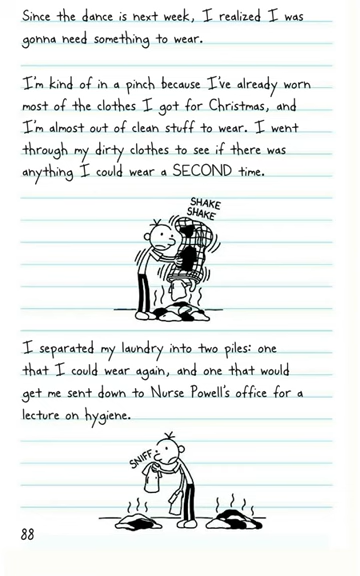 Since the dance is next week, I realized I was
gonna need something to wear.
I'm kind of in a pinch because I've already worn
most of the clothes I got for Christmas, and
I'm almost out of clean stuff to wear. I went
through my dirty clothes to see if there was
anything I could wear a SECOND time.
SHAKE
SHAKE
I separated my laundry into two piles: one
that I could wear again, and one that would
get me sent down to Nurse Powell's office for a
lecture on hygiene.
SNIFF
88